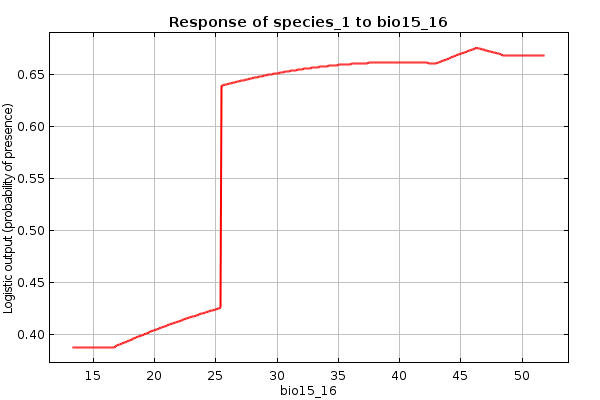 Response of species_1 to bio15_16
Logistic output (probability of presence)
0.65
0.60
0.55
0.50
0.45
0.40
15 20 25 30 35 40 45 50
bio15_16